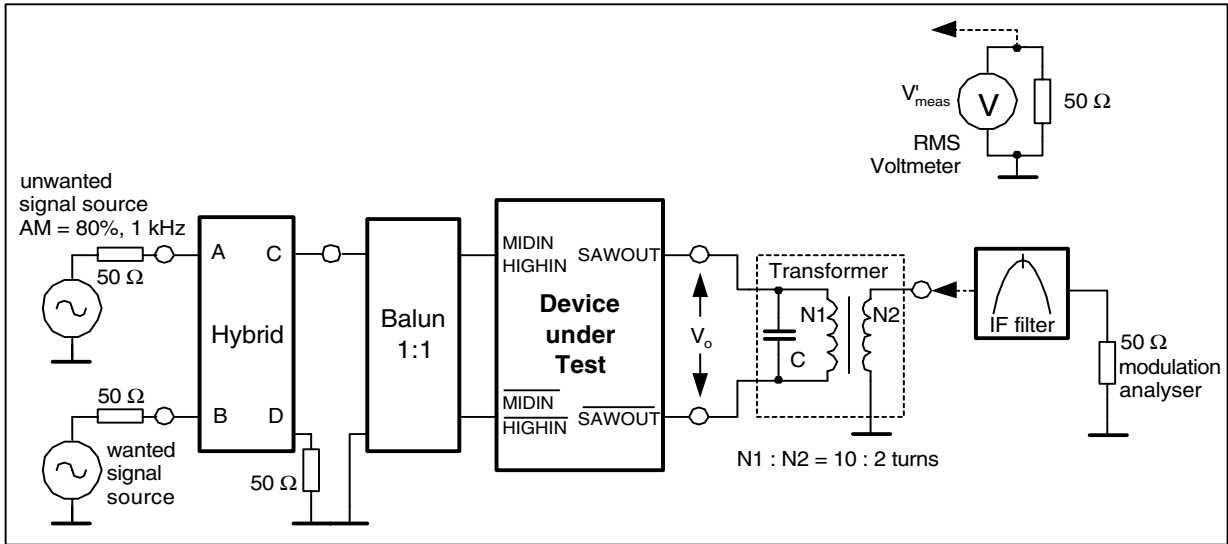 V'meas
V
50 Ω
RMS
Voltmeter
unwanted
signal source
AM = 80%, 1 kHz
50 Ω
A
C
Hybrid
B
D
50 Ω
wanted
signal
source
50 Ω
Balun
1:1
MIDIN
HIGHIN
SAWOUT
Device
under
Test
MIDIN
HIGHIN
SAWOUT
Vo
Transformer
N1
N2
C
N1 : N2 = 10 : 2 turns
IF filter
50 Ω
modulation
analyser